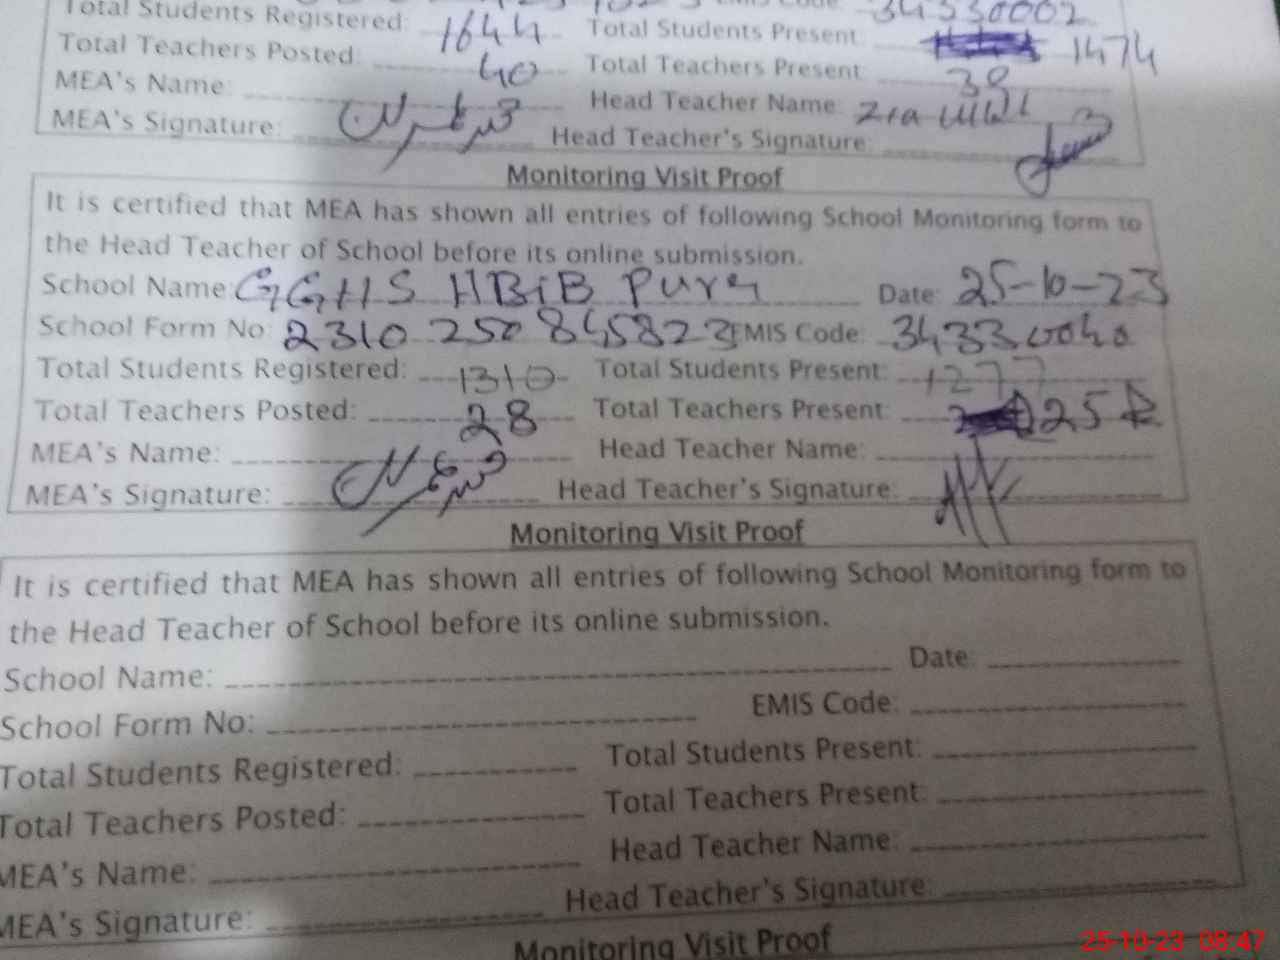 Total Students Registered: 1644 Total Students Present 1474
Total Teachers Posted: 40 Total Teachers Present 38
MEA's Name: Head Teacher Name: Zia Ullah
MEA's Signature: Head Teacher's Signature:
Monitoring Visit Proof
It is certified that MEA has shown all entries of following School Monitoring form to
the Head Teacher of School before its online submission.
School Name: GGHS HBiB Pura Date: 25-10-23
School Form No: 2310 250 845823 EMIS Code: 34330040
Total Students Registered: 1310 Total Students Present: 1277
Total Teachers Posted: 28 Total Teachers Present: 25
MEA's Name: Head Teacher Name:
MEA's Signature: Head Teacher's Signature:
Monitoring Visit Proof
It is certified that MEA has shown all entries of following School Monitoring form to
the Head Teacher of School before its online submission.
School Name: Date:
School Form No: EMIS Code:
Total Students Registered: Total Students Present:
Total Teachers Posted: Total Teachers Present:
MEA's Name: Head Teacher Name:
MEA's Signature: Head Teacher's Signature:
Monitoring Visit Proof
25-10-23 08:47